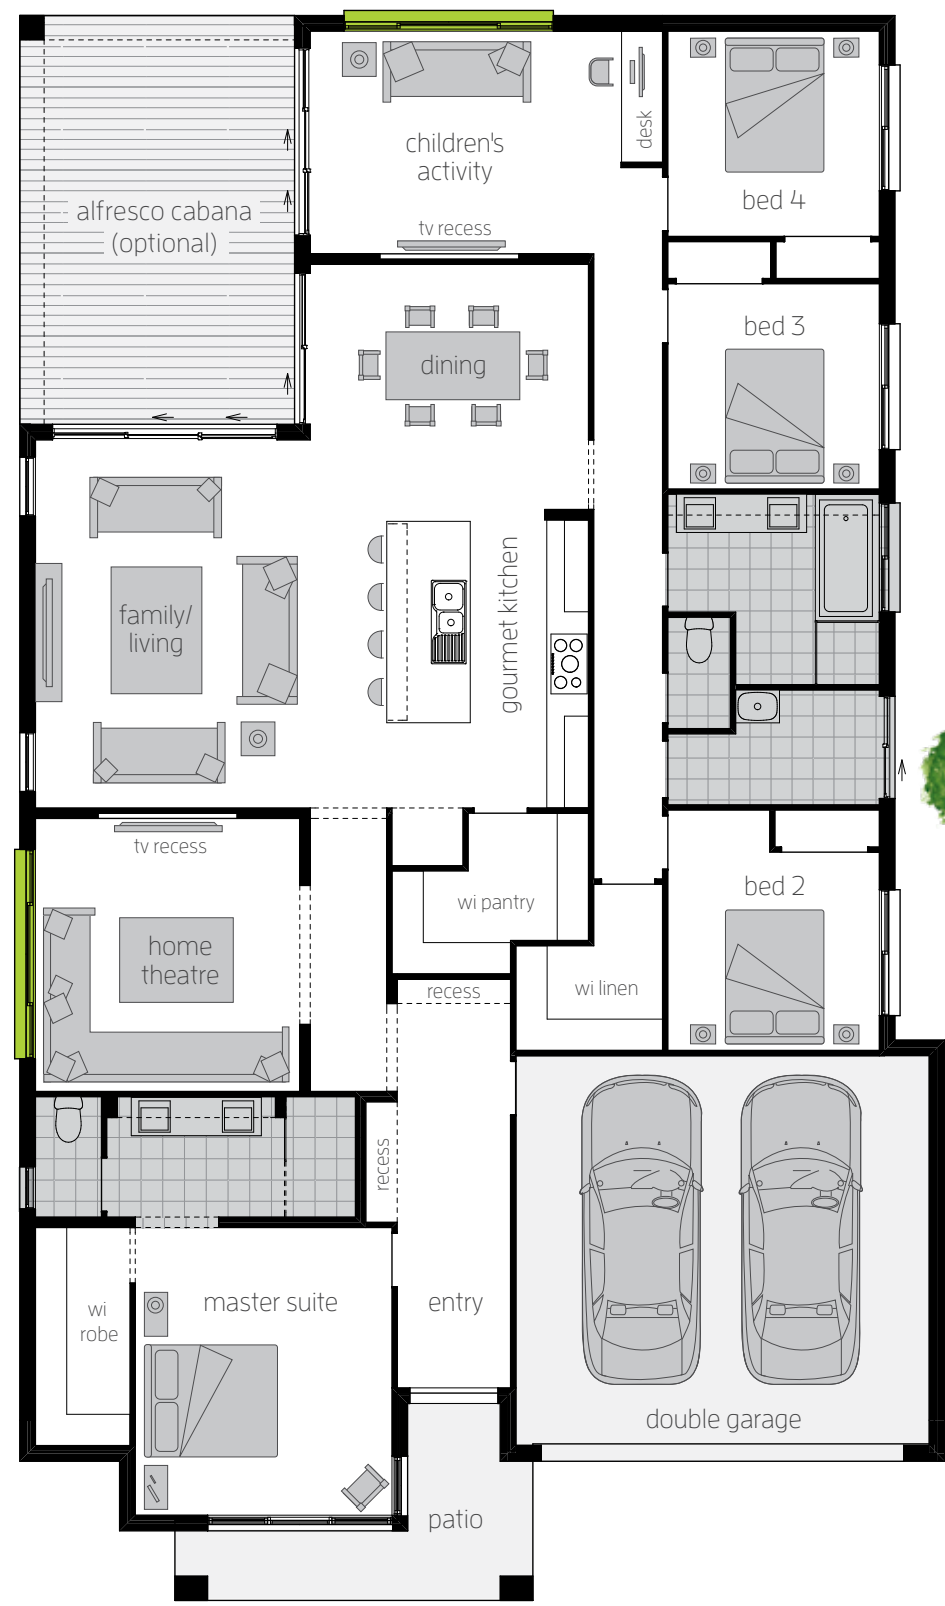 children's
activity
desk
bed 4
alfresco cabana
(optional)
tv recess
bed 3
dining
gourmet kitchen
family/
living
tv recess
bed 2
wi pantry
home
theatre
recess
wi linen
recess
wi
robe
master suite
entry
double garage
patio